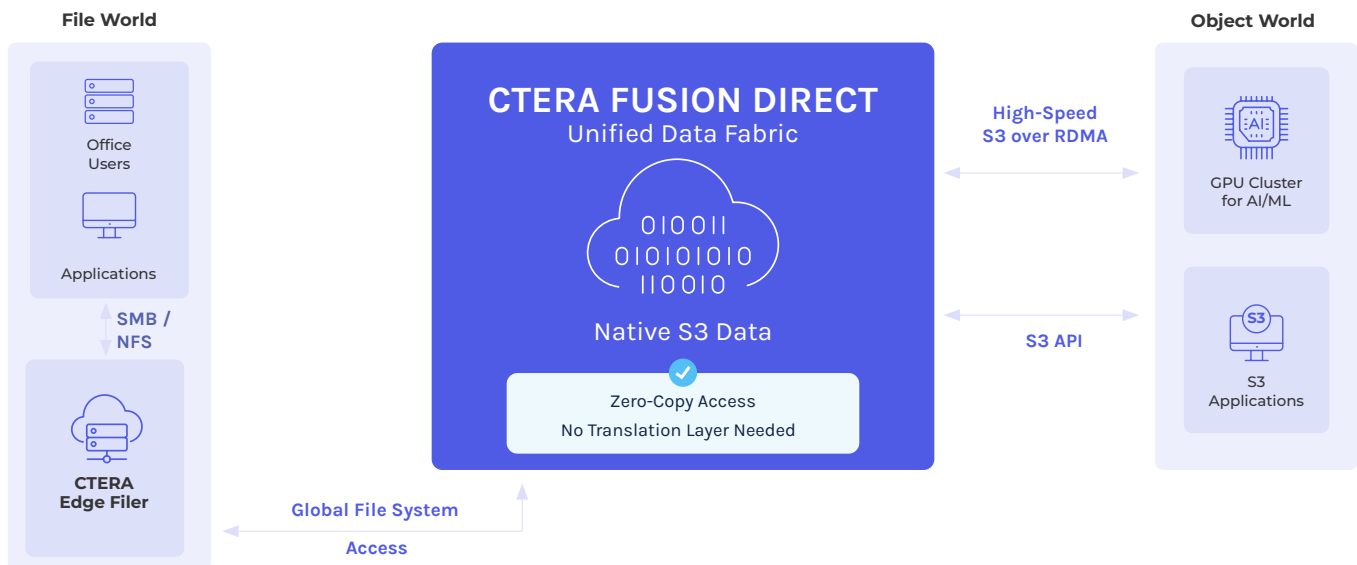 File World
Office
Users
Applications
SMB /
NFS
CTERA
Edge Filer
Global File System
Access
CTERA FUSION DIRECT
Unified Data Fabric
010011
010101010
110010
Native S3 Data
Zero-Copy Access
No Translation Layer Needed
High-Speed
S3 over RDMA
S3 API
Object World
AI
GPU Cluster
for AI/ML
S3
S3
Applications